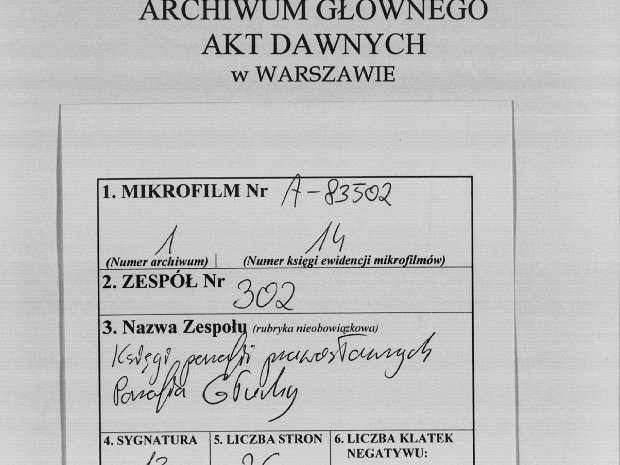 ARCHIWUM GŁÓWNEGO
AKT DAWNYCH
w WARSZAWIE
1. MIKROFILM Nr A-83502
1 14
(Numer archiwum) (Numer księgi ewidencji mikrofilmów)
2. ZESPÓŁ Nr 302
3. Nazwa Zespołu (rubryka nieobowiązkowa)
Księgi parafii prawosławnych
Parafia Głuchy
4. SYGNATURA 5. LICZBA STRON 6. LICZBA KLATEK
NEGATYWU: